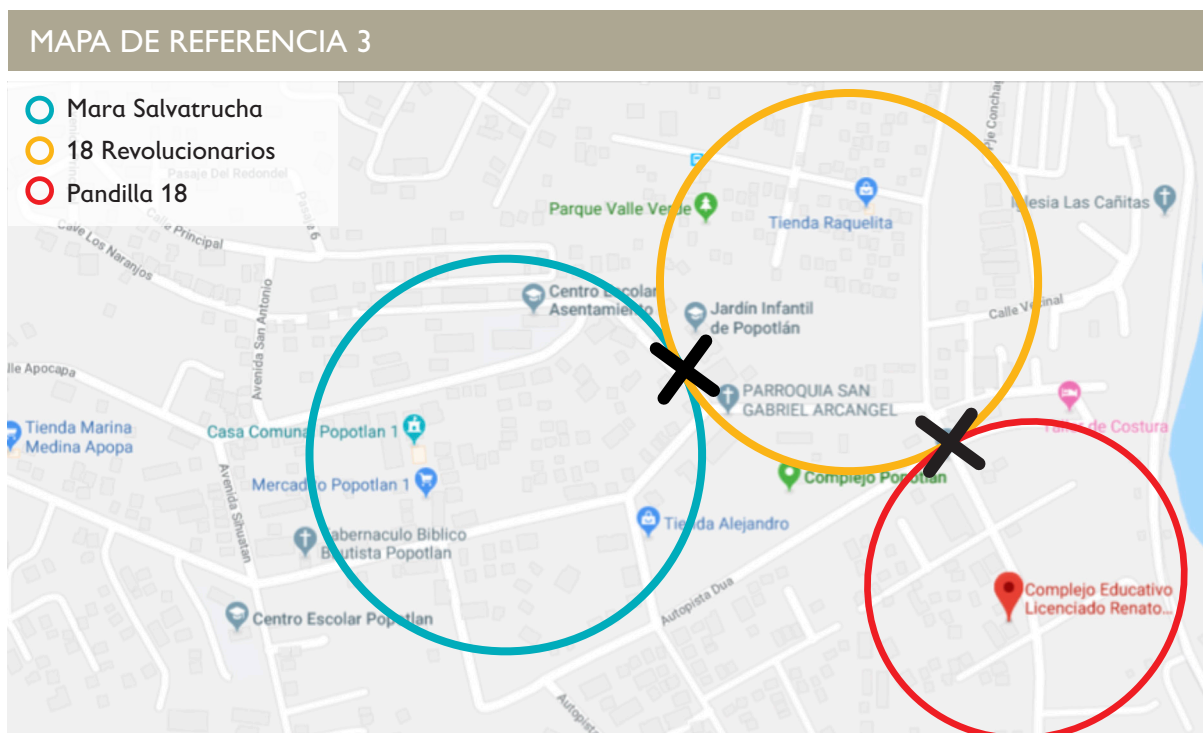 MAPA DE REFERENCIA 3
Mara Salvatrucha
18 Revolucionarios
Pandilla 18
Pasaje Del Redondel
Calle Principal
Pasaje 6
Calle Los Naranjos
Avenida San Antonio
lle Apocapa
Tienda Marina
Medina Apopa
Avenida Sihuatan
Casa Comunal Popotlan 1
Mercadito Popotlan 1
Tabernaculo Biblico
Bautista Popotlan
Centro Escolar Popotlan
Centro Escolar
Asentamiento
Parque Valle Verde
Tienda Raquelita
Pje Conchag
Iglesia Las Cañitas
Calle Vecinal
Jardín Infantil
de Popotlán
PARROQUIA SAN
GABRIEL ARCANGEL
Taller de Costura
Complejo Popotlan
Tienda Alejandro
Autopista Dua
Complejo Educativo
Licenciado Renato...
Autopista